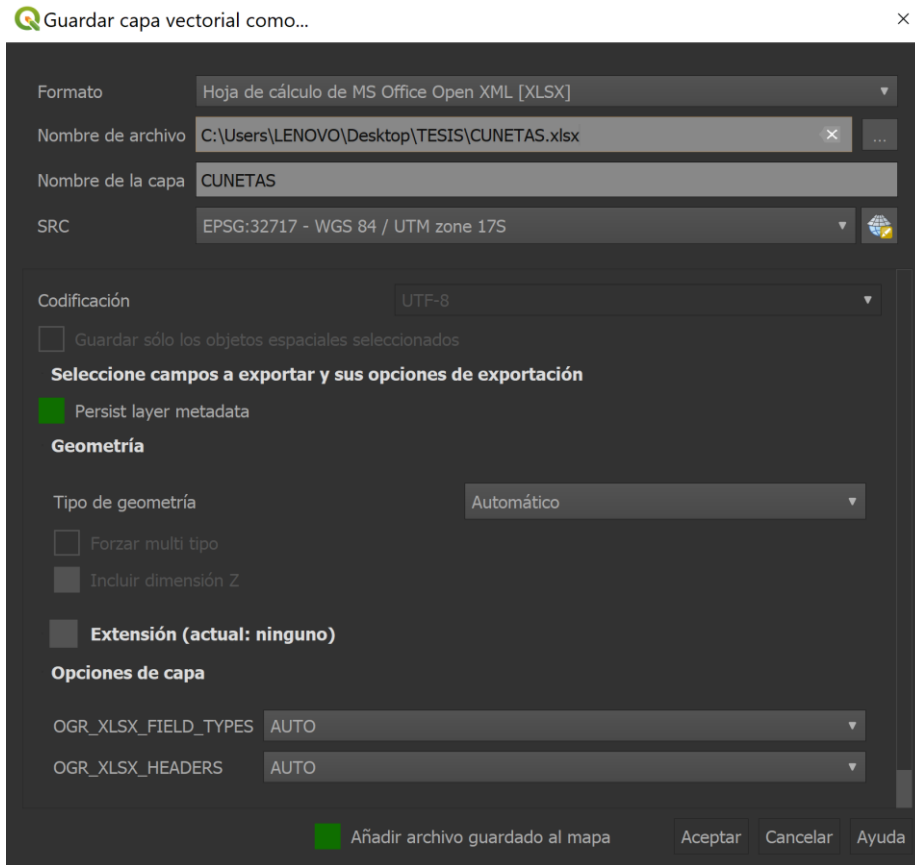 Guardar capa vectorial como...
Formato Hoja de cálculo de MS Office Open XML [XLSX]
Nombre de archivo C:\Users\LENOVO\Desktop\TESIS\CUNETAS.xlsx ...
Nombre de la capa CUNETAS
SRC EPSG:32717 - WGS 84 / UTM zone 17S
Codificación UTF-8
Guardar sólo los objetos espaciales seleccionados
Seleccione campos a exportar y sus opciones de exportación
Persist layer metadata
Geometría
Tipo de geometría Automático
Forzar multi tipo
Incluir dimensión Z
Extensión (actual: ninguno)
Opciones de capa
OGR_XLSX_FIELD_TYPES AUTO
OGR_XLSX_HEADERS AUTO
Añadir archivo guardado al mapa Aceptar Cancelar Ayuda